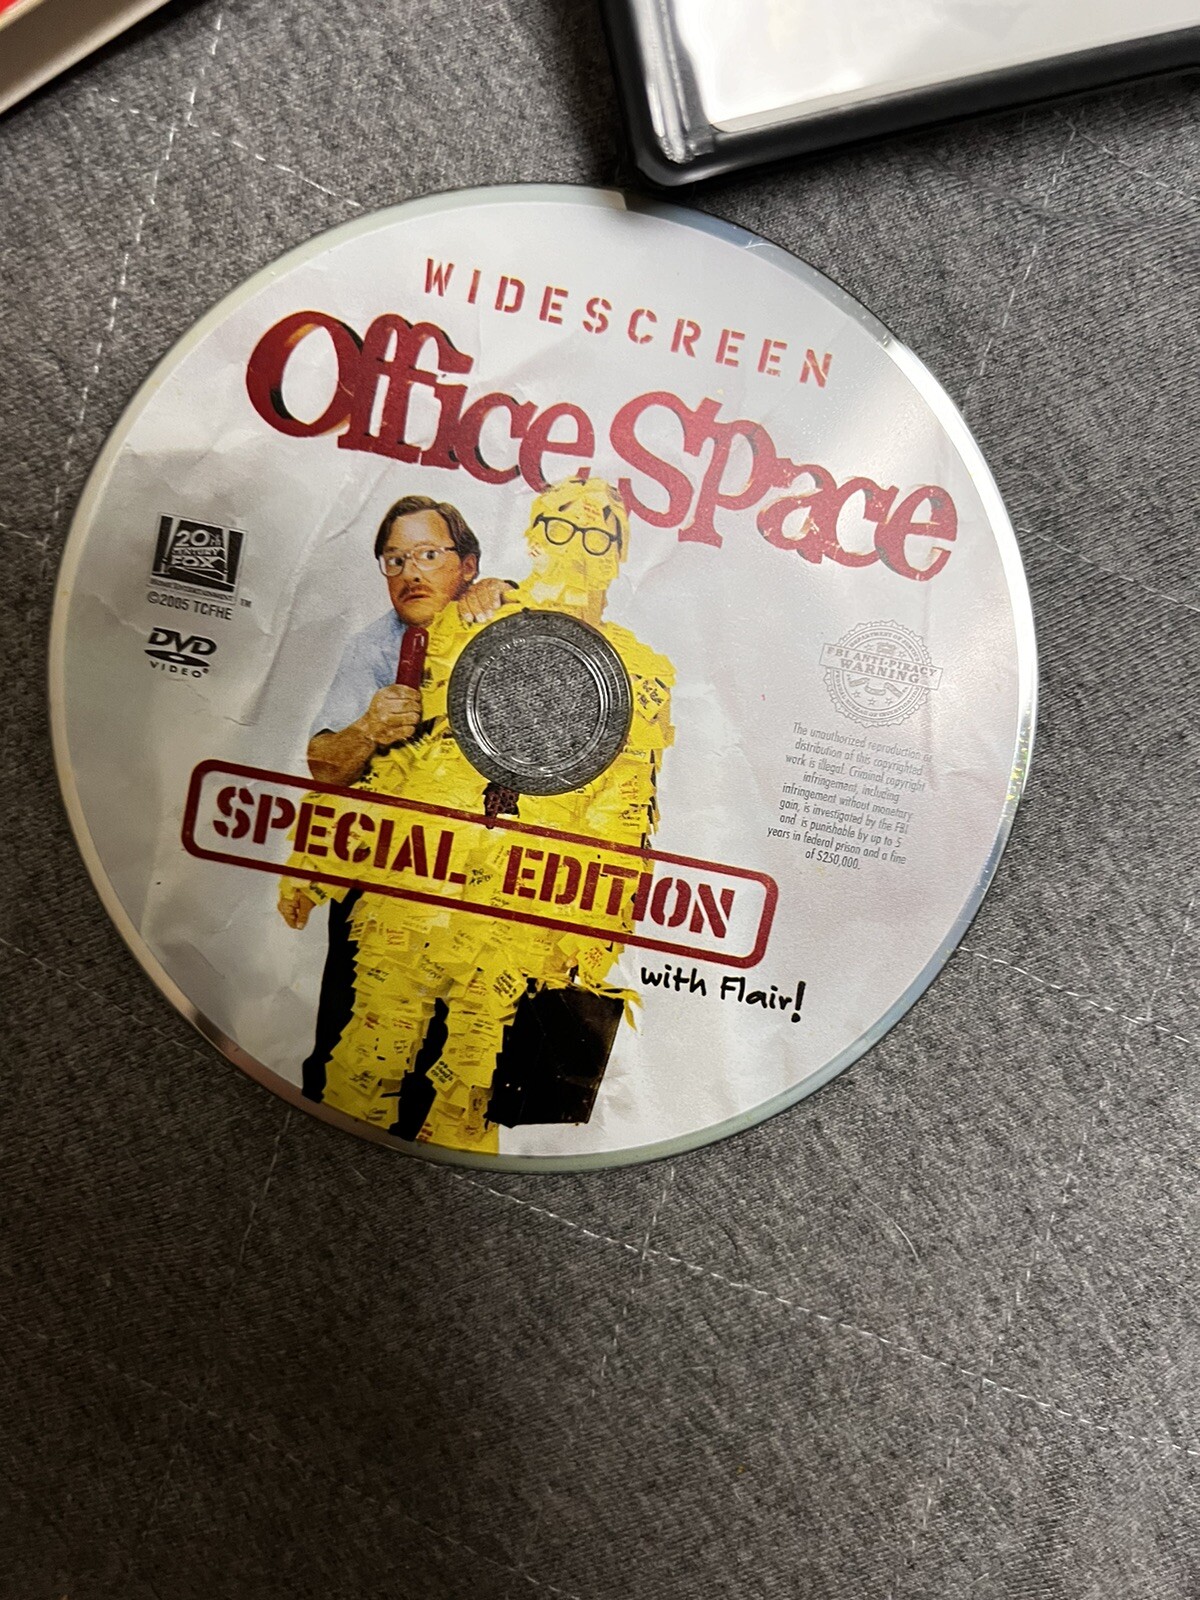 WIDESCREEN
Office Space
20th
CENTURY
FOX
HOME ENTERTAINMENT
TM
©2005 TCFHE
DVD
VIDEO
FBI ANTI-PIRACY
WARNING
The unauthorized reproduction or
distribution of this copyrighted
work is illegal. Criminal copyright
infringement, including
infringement without monetary
gain, is investigated by the FBI
and is punishable by up to 5
years in federal prison and a fine
of $250,000.
SPECIAL EDITION
with Flair!